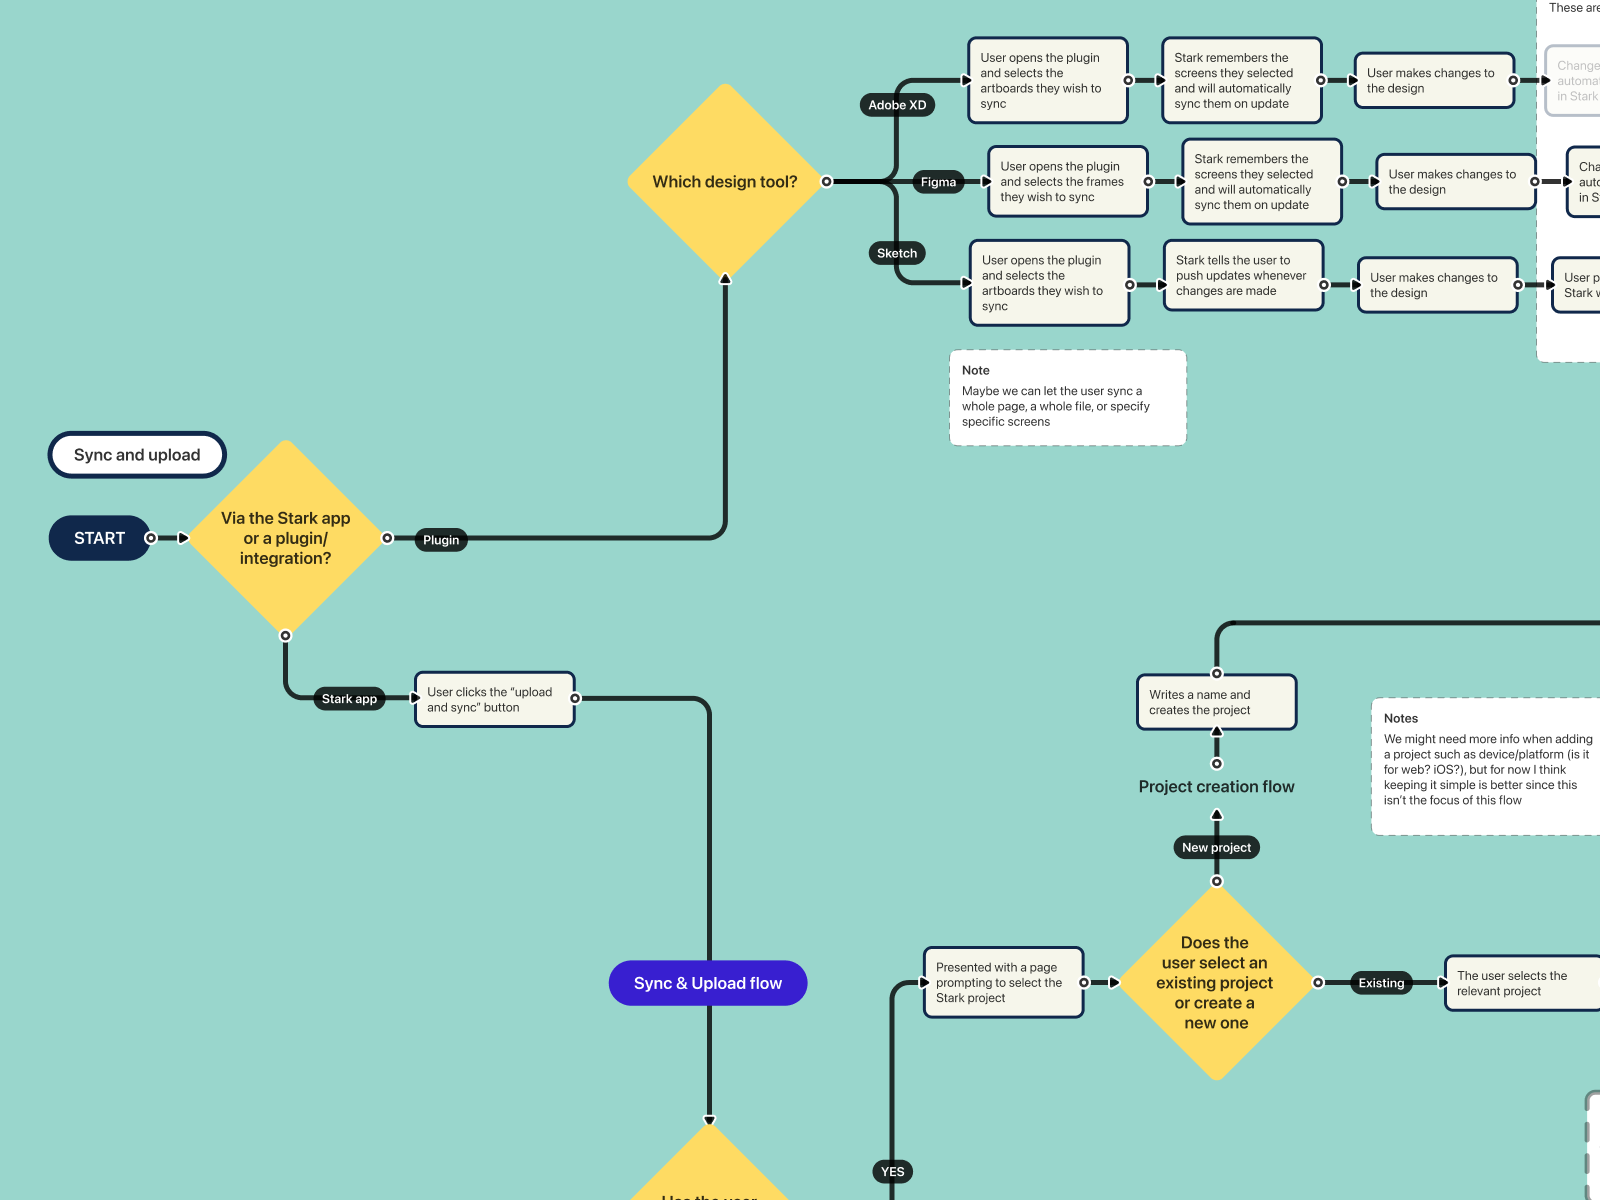 These are
Adobe XD
User opens the plugin
and selects the
artboards they wish to
sync
Stark remembers the
screens they selected
and will automatically
sync them on update
User makes changes to
the design
Change
automat
in Stark
Which design tool?
Figma
User opens the plugin
and selects the frames
they wish to sync
Stark remembers the
screens they selected
and will automatically
sync them on update
User makes changes to
the design
Cha
auto
in S
Sketch
User opens the plugin
and selects the
artboards they wish to
sync
Stark tells the user to
push updates whenever
changes are made
User makes changes to
the design
User p
Stark w
Note
Maybe we can let the user sync a
whole page, a whole file, or specify
specific screens
Sync and upload
START
Via the Stark app
or a plugin/
integration?
Plugin
Stark app
User clicks the “upload
and sync” button
Sync & Upload flow
Writes a name and
creates the project
Project creation flow
New project
Notes
We might need more info when adding
a project such as device/platform (is it
for web? iOS?), but for now I think
keeping it simple is better since this
isn’t the focus of this flow
Presented with a page
prompting to select the
Stark project
Does the
user select an
existing project
or create a
new one
Existing
The user selects the
relevant project
YES